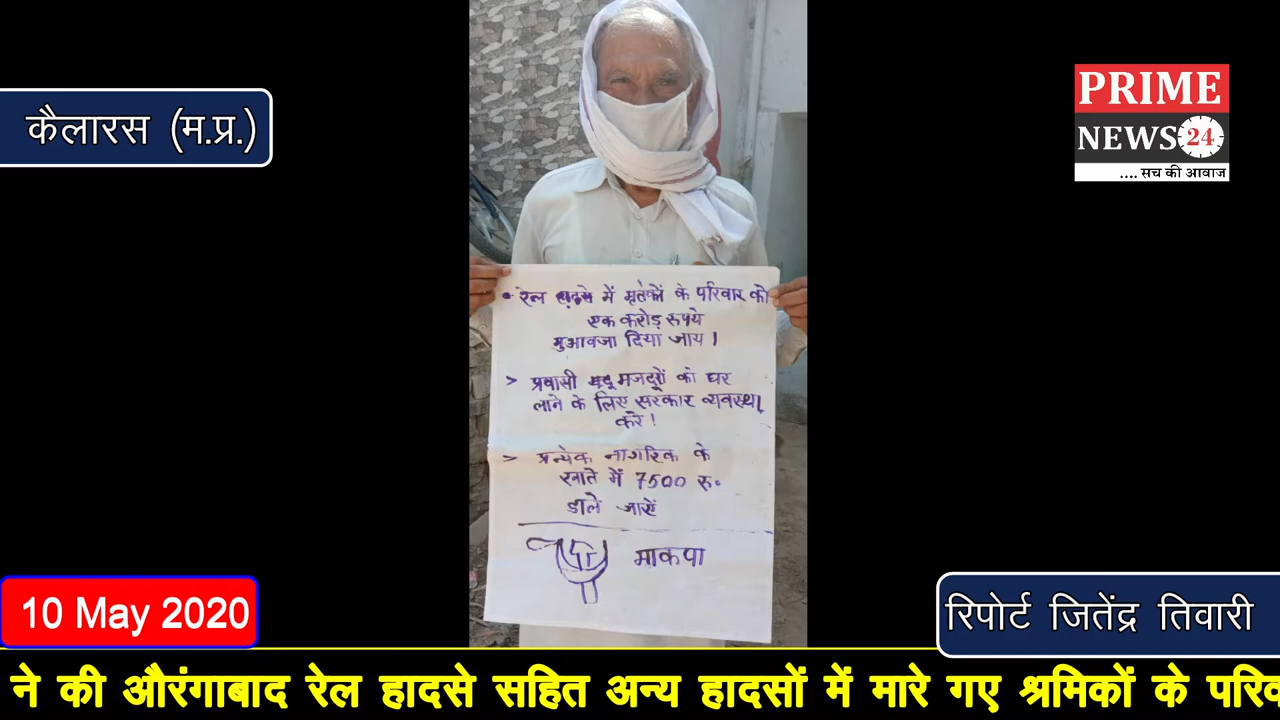 कैलारस (म.प्र.)
PRIME
NEWS 24
.... सच की आवाज
• रेल हादसे में मृतकों के परिवार को
एक करोड़ रुपये
मुआवजा दिया जाय।
> प्रवासी मजदूरों को घर
लाने के लिए सरकार व्यवस्था
करे!
> प्रत्येक नागरिक के
खाते में 7500 रु॰
डाले जायें
माकपा
10 May 2020
रिपोर्ट जितेंद्र तिवारी
ने की औरंगाबाद रेल हादसे सहित अन्य हादसों में मारे गए श्रमिकों के